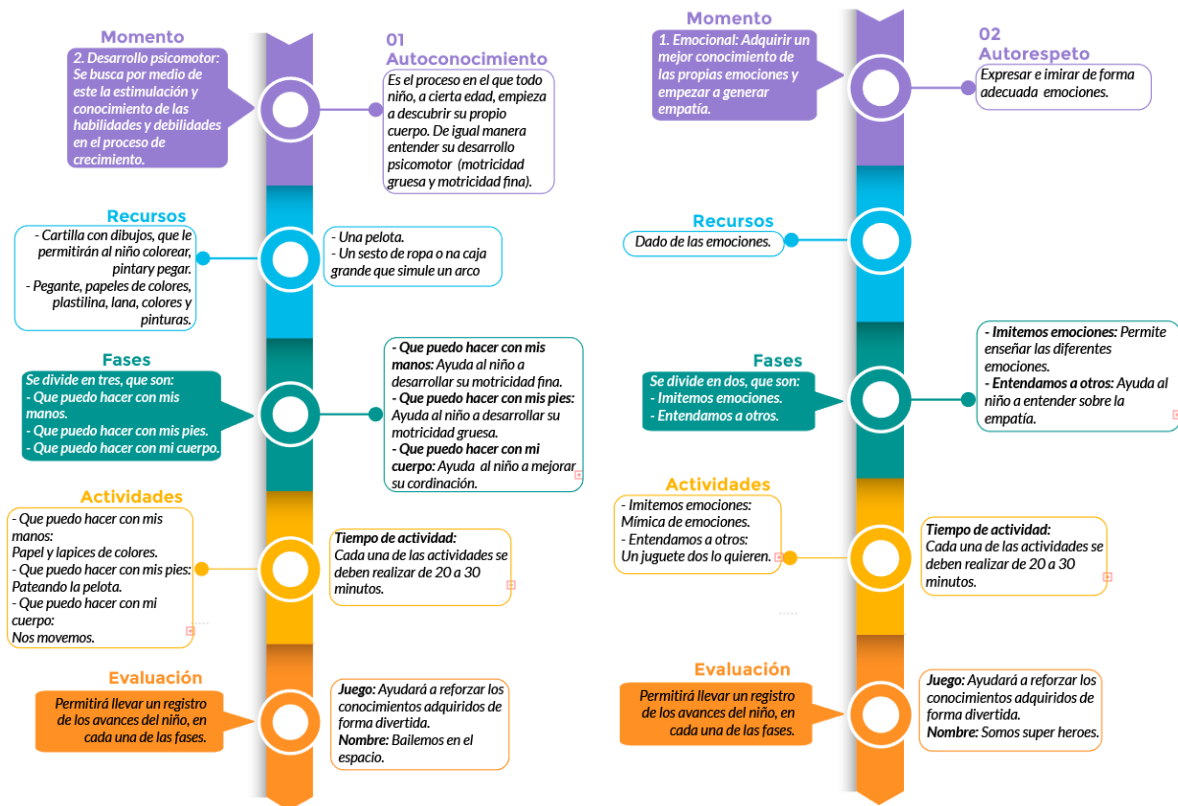 Momento
2. Desarrollo psicomotor:
Se busca por medio de
este la estimulación y
conocimiento de las
habilidades y debilidades
en el proceso de
crecimiento.
01
Autoconocimiento
Es el proceso en el que todo
niño, a cierta edad, empieza
a descubrir su propio
cuerpo. De igual manera
entender su desarrollo
psicomotor (motricidad
gruesa y motricidad fina).
Recursos
- Cartilla con dibujos, que le
permitirán al niño colorear,
pintary pegar.
- Pegante, papeles de colores,
plastilina, lana, colores y
pinturas.
- Una pelota.
- Un sesto de ropa o na caja
grande que simule un arco
Fases
Se divide en tres, que son:
- Que puedo hacer con mis
manos.
- Que puedo hacer con mis pies.
- Que puedo hacer con mi cuerpo.
- Que puedo hacer con mis
manos: Ayuda al niño a
desarrollar su motricidad fina.
- Que puedo hacer con mis pies:
Ayuda al niño a desarrollar su
motricidad gruesa.
- Que puedo hacer con mi
cuerpo: Ayuda al niño a mejorar
su cordinación.
Actividades
- Que puedo hacer con mis
manos:
Papel y lapices de colores.
- Que puedo hacer con mis pies:
Pateando la pelota.
- Que puedo hacer con mi
cuerpo:
Nos movemos.
Tiempo de actividad:
Cada una de las actividades se
deben realizar de 20 a 30
minutos.
Evaluación
Permitirá llevar un registro
de los avances del niño, en
cada una de las fases.
Juego: Ayudará a reforzar los
conocimientos adquiridos de
forma divertida.
Nombre: Bailemos en el
espacio.
Momento
1. Emocional: Adquirir un
mejor conocimiento de
las propias emociones y
empezar a generar
empatía.
02
Autorespeto
Expresar e imirar de forma
adecuada emociones.
Recursos
Dado de las emociones.
Fases
Se divide en dos, que son:
- Imitemos emociones.
- Entendamos a otros.
- Imitemos emociones: Permite
enseñar las diferentes
emociones.
- Entendamos a otros: Ayuda al
niño a entender sobre la
empatía.
Actividades
- Imitemos emociones:
Mímica de emociones.
- Entendamos a otros:
Un juguete dos lo quieren.
Tiempo de actividad:
Cada una de las actividades se
deben realizar de 20 a 30
minutos.
Evaluación
Permitirá llevar un registro
de los avances del niño, en
cada una de las fases.
Juego: Ayudará a reforzar los
conocimientos adquiridos de
forma divertida.
Nombre: Somos super heroes.